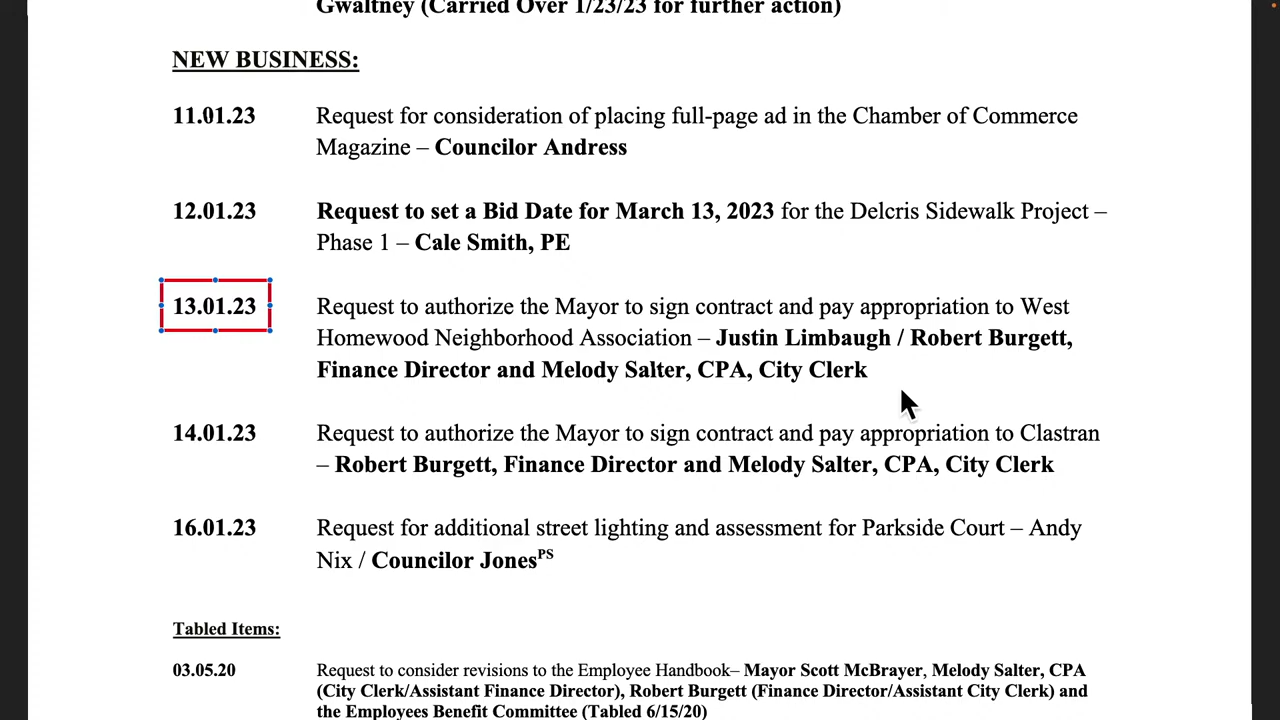 Gwaltney (Carried Over 1/23/23 for further action)
NEW BUSINESS:
11.01.23 Request for consideration of placing full-page ad in the Chamber of Commerce
Magazine – Councilor Andress
12.01.23 Request to set a Bid Date for March 13, 2023 for the Delcris Sidewalk Project –
Phase 1 – Cale Smith, PE
13.01.23 Request to authorize the Mayor to sign contract and pay appropriation to West
Homewood Neighborhood Association – Justin Limbaugh / Robert Burgett,
Finance Director and Melody Salter, CPA, City Clerk
14.01.23 Request to authorize the Mayor to sign contract and pay appropriation to Clastran
– Robert Burgett, Finance Director and Melody Salter, CPA, City Clerk
16.01.23 Request for additional street lighting and assessment for Parkside Court – Andy
Nix / Councilor JonesPS
Tabled Items:
03.05.20 Request to consider revisions to the Employee Handbook– Mayor Scott McBrayer, Melody Salter, CPA
(City Clerk/Assistant Finance Director), Robert Burgett (Finance Director/Assistant City Clerk) and
the Employees Benefit Committee (Tabled 6/15/20)